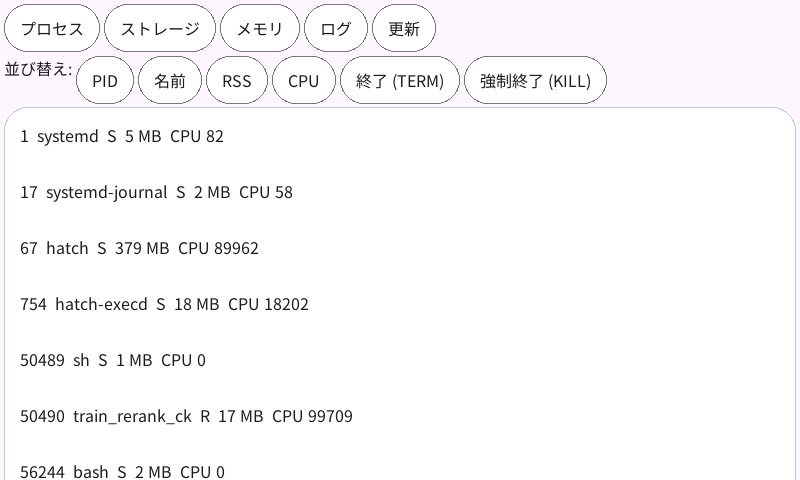 プロセス ストレージ メモリ ログ 更新
並び替え: PID 名前 RSS CPU 終了 (TERM) 強制終了 (KILL)
1 systemd S 5 MB CPU 82
17 systemd-journal S 2 MB CPU 58
67 hatch S 379 MB CPU 89962
754 hatch-execd S 18 MB CPU 18202
50489 sh S 1 MB CPU 0
50490 train_rerank_ck R 17 MB CPU 99709
56244 bash S 2 MB CPU 0